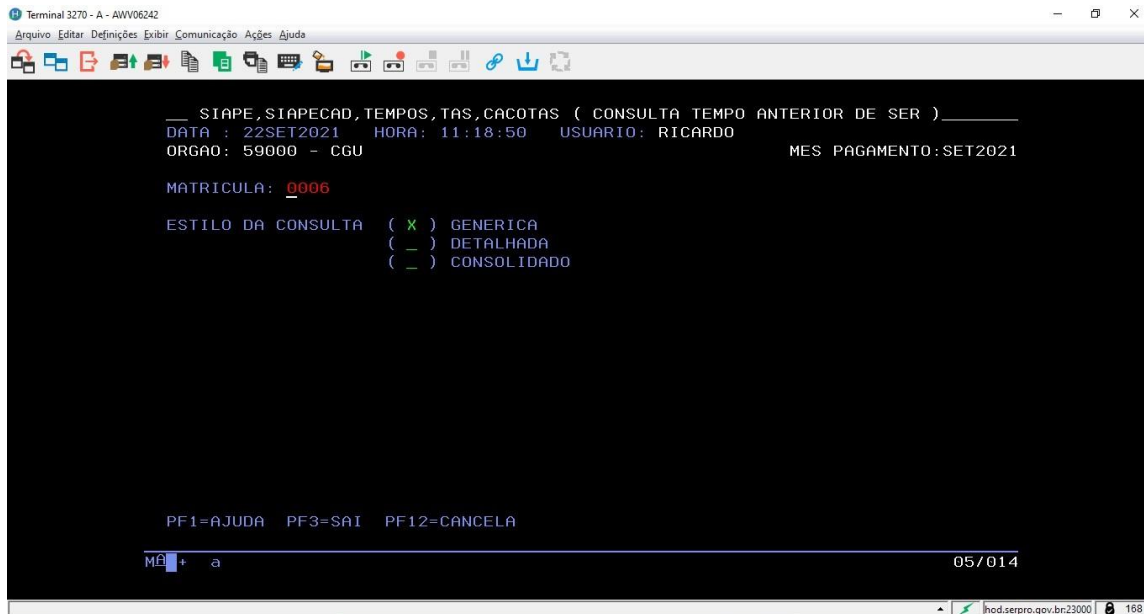 Terminal 3270 - A - AWV06242
Arquivo Editar Definições Exibir Comunicação Ações Ajuda
__ SIAPE,SIAPECAD,TEMPOS,TAS,CACOTAS ( CONSULTA TEMPO ANTERIOR DE SER )_______
DATA : 22SET2021 HORA: 11:18:50 USUARIO: RICARDO
ORGAO: 59000 - CGU MES PAGAMENTO:SET2021
MATRICULA: 0006
ESTILO DA CONSULTA ( X ) GENERICA
( _ ) DETALHADA
( _ ) CONSOLIDADO
PF1=AJUDA PF3=SAI PF12=CANCELA
MA + a 05/014
hod.serpro.gov.br:23000 168